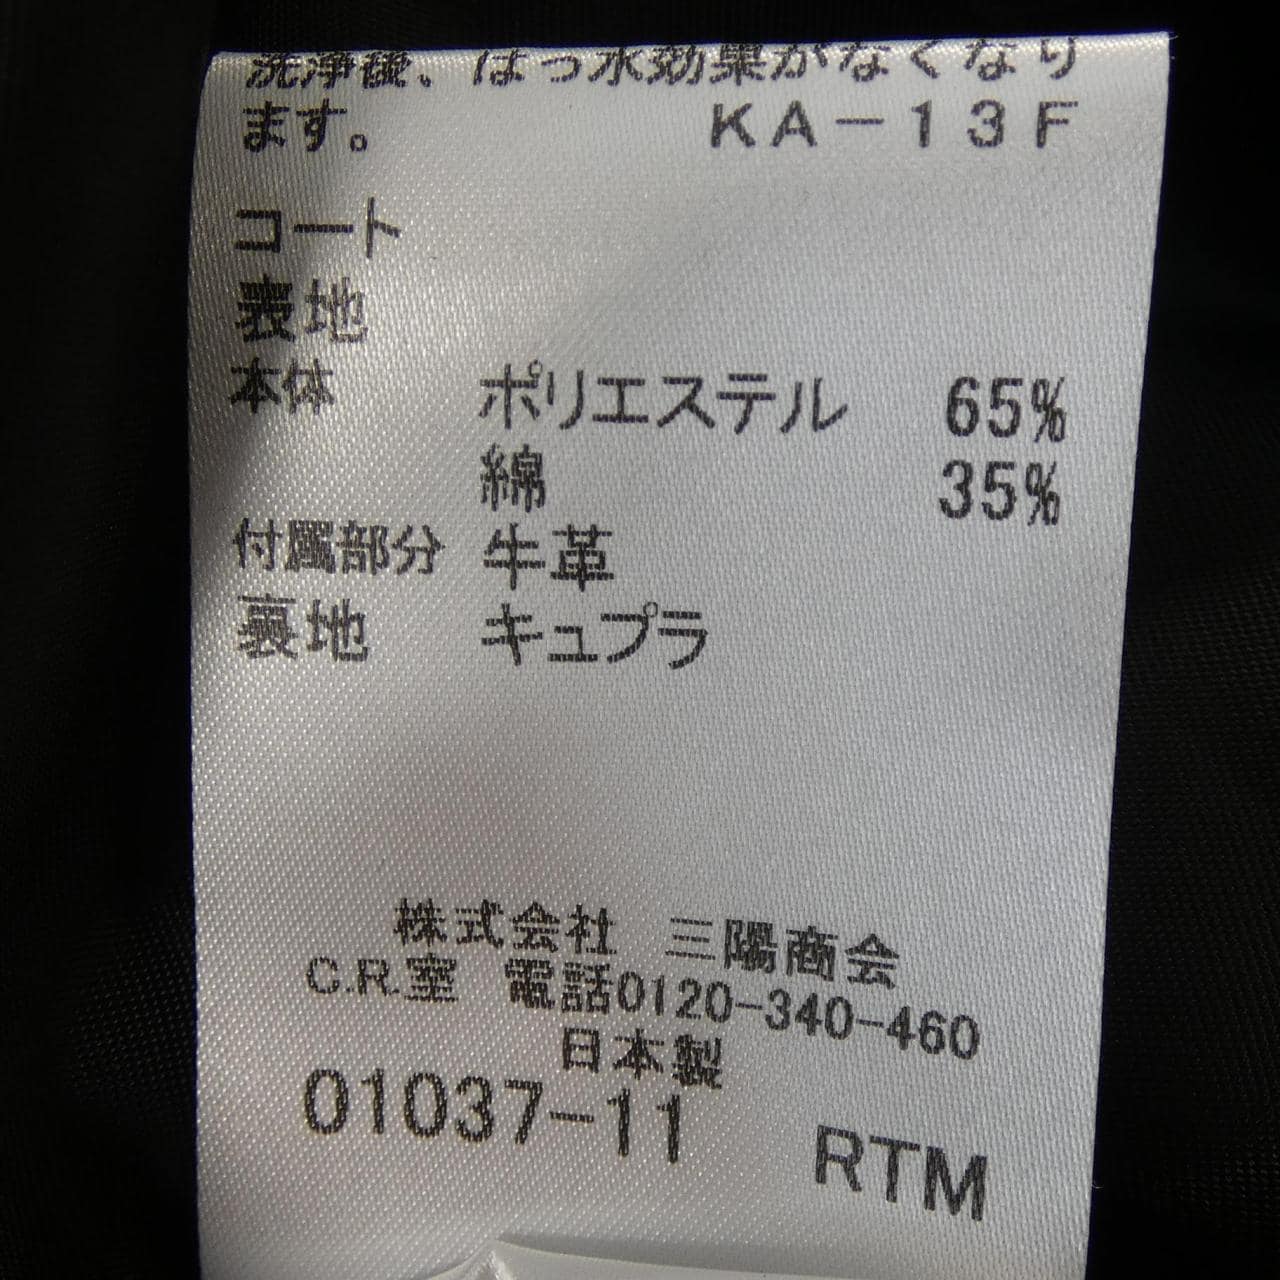 洗浄後、はっ水効果がなくなり
ます。 KA-13F
コート
表地
本体 ポリエステル 65%
綿 35%
付属部分 牛革
裏地 キュプラ
株式会社 三陽商会
C.R.室 電話0120-340-460
日本製
01037-11 RTM